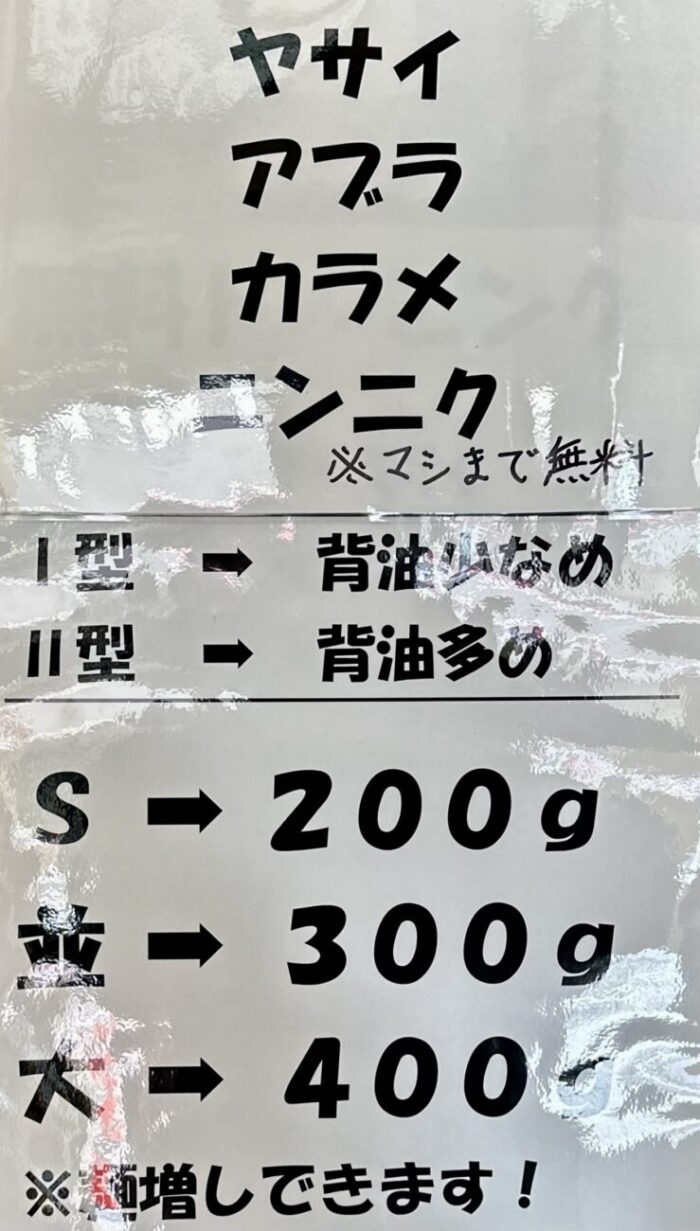 ヤサイ
アブラ
カラメ
ニンニク
※マシまで無料
I型 ➡ 背油少なめ
II型 ➡ 背油多め
S ➡ 200g
並 ➡ 300g
大 ➡ 400g
※麺増しできます!